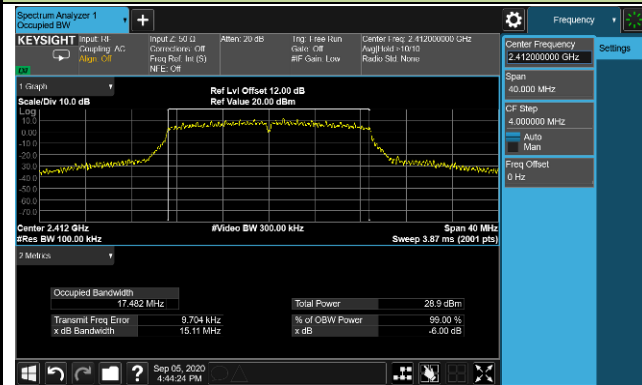 Spectrum Analyzer 1
Occupied BW
Frequency
KEYSIGHT
Input: RF
Coupling: AC
Align: Off
Input Z: 50 Ω
Corrections: Off
Freq Ref: Int (S)
NFE: Off
Atten: 20 dB
Trig: Free Run
Gate: Off
#IF Gain: Low
Center Freq: 2.412000000 GHz
Avg|Hold:>10/10
Radio Std: None
Center Frequency
2.412000000 GHz
Settings
Span
40.000 MHz
CF Step
4.000000 MHz
Auto
Man
Freq Offset
0 Hz
1 Graph
Scale/Div 10.0 dB
Ref Lvl Offset 12.00 dB
Ref Value 20.00 dBm
Log
10.0
0.00
-10.0
-20.0
-30.0
-40.0
-50.0
-60.0
-70.0
Center 2.412 GHz
#Res BW 100.00 kHz
#Video BW 300.00 kHz
Span 40 MHz
Sweep 3.87 ms (2001 pts)
2 Metrics
Occupied Bandwidth
17.482 MHz
Total Power 28.9 dBm
Transmit Freq Error 9.704 kHz
% of OBW Power 99.00 %
x dB Bandwidth 15.11 MHz
x dB -6.00 dB
Sep 05, 2020
4:44:24 PM